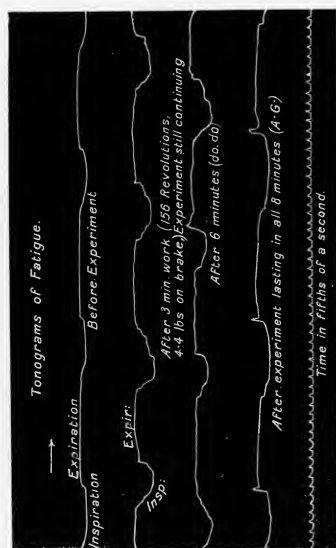 Tonograms of Fatigue.
Expiration
Inspiration
Before Experiment
Expir:
Insp:
After 3 min work (156 Revolutions,
4·4 lbs on brake) Experiment still continuing
After 6 minutes (do.do)
After experiment lasting in all 8 minutes (A·G·)
Time in fifths of a second.